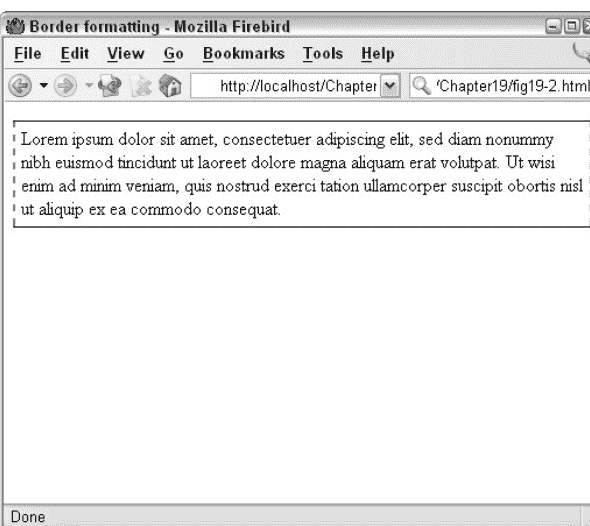 Border formatting - Mozilla Firebird
File Edit View Go Bookmarks Tools Help
http://localhost/Chapter 'Chapter19/fig19-2.html
Lorem ipsum dolor sit amet, consectetuer adipiscing elit, sed diam nonummy
nibh euismod tincidunt ut laoreet dolore magna aliquam erat volutpat. Ut wisi
enim ad minim veniam, quis nostrud exerci tation ullamcorper suscipit obortis nisl
ut aliquip ex ea commodo consequat.
Done